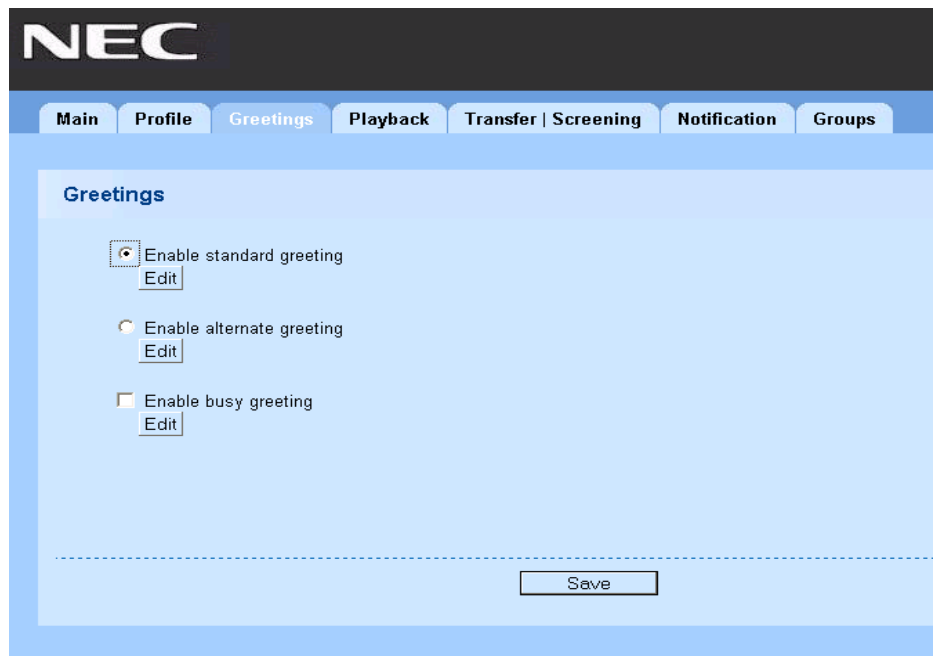 NEC
Main Profile Greetings Playback Transfer | Screening Notification Groups
Greetings
Enable standard greeting
Edit
Enable alternate greeting
Edit
Enable busy greeting
Edit
Save